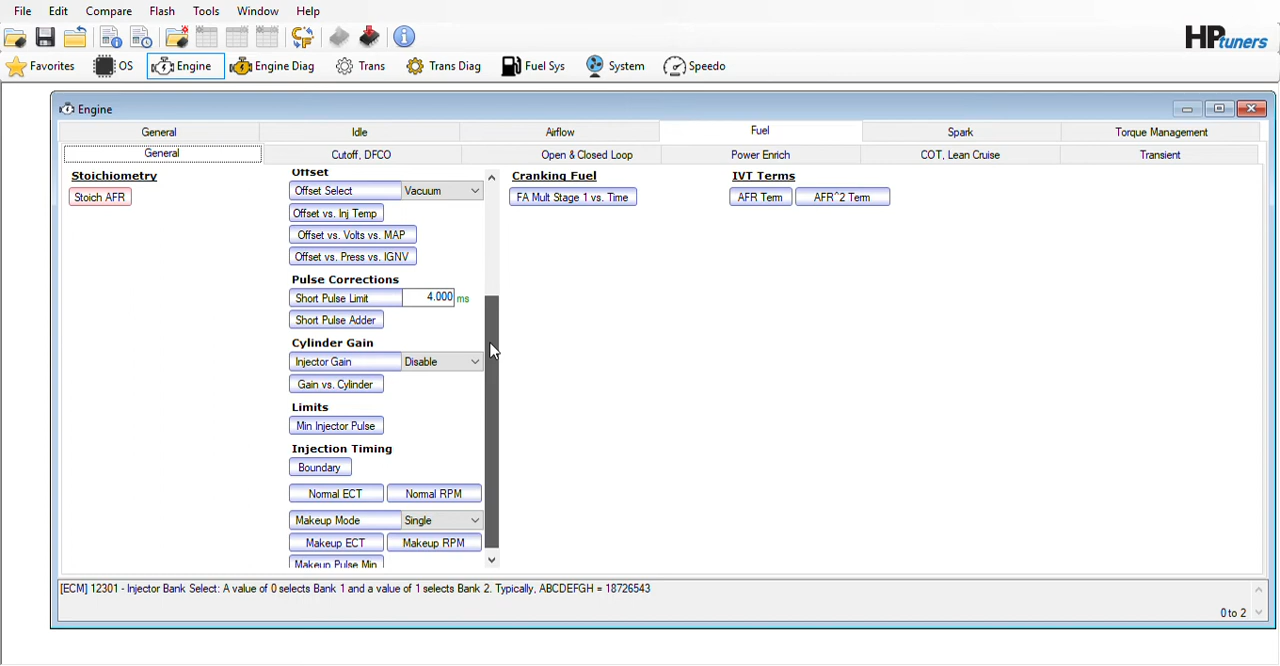 File Edit Compare Flash Tools Window Help
HPtuners
Favorites OS Engine Engine Diag Trans Trans Diag Fuel Sys System Speedo
Engine
General Idle Airflow Fuel Spark Torque Management
General Cutoff, DFCO Open & Closed Loop Power Enrich COT, Lean Cruise Transient
Stoichiometry
Stoich AFR
Offset
Offset Select Vacuum
Offset vs. Inj Temp
Offset vs. Volts vs. MAP
Offset vs. Press vs. IGNV
Pulse Corrections
Short Pulse Limit 4.000 ms
Short Pulse Adder
Cylinder Gain
Injector Gain Disable
Gain vs. Cylinder
Limits
Min Injector Pulse
Injection Timing
Boundary
Normal ECT Normal RPM
Makeup Mode Single
Makeup ECT Makeup RPM
Makeup Pulse Min
Cranking Fuel
FA Mult Stage 1 vs. Time
IVT Terms
AFR Term AFR^2 Term
[ECM] 12301 - Injector Bank Select: A value of 0 selects Bank 1 and a value of 1 selects Bank 2. Typically, ABCDEFGH = 18726543
0 to 2